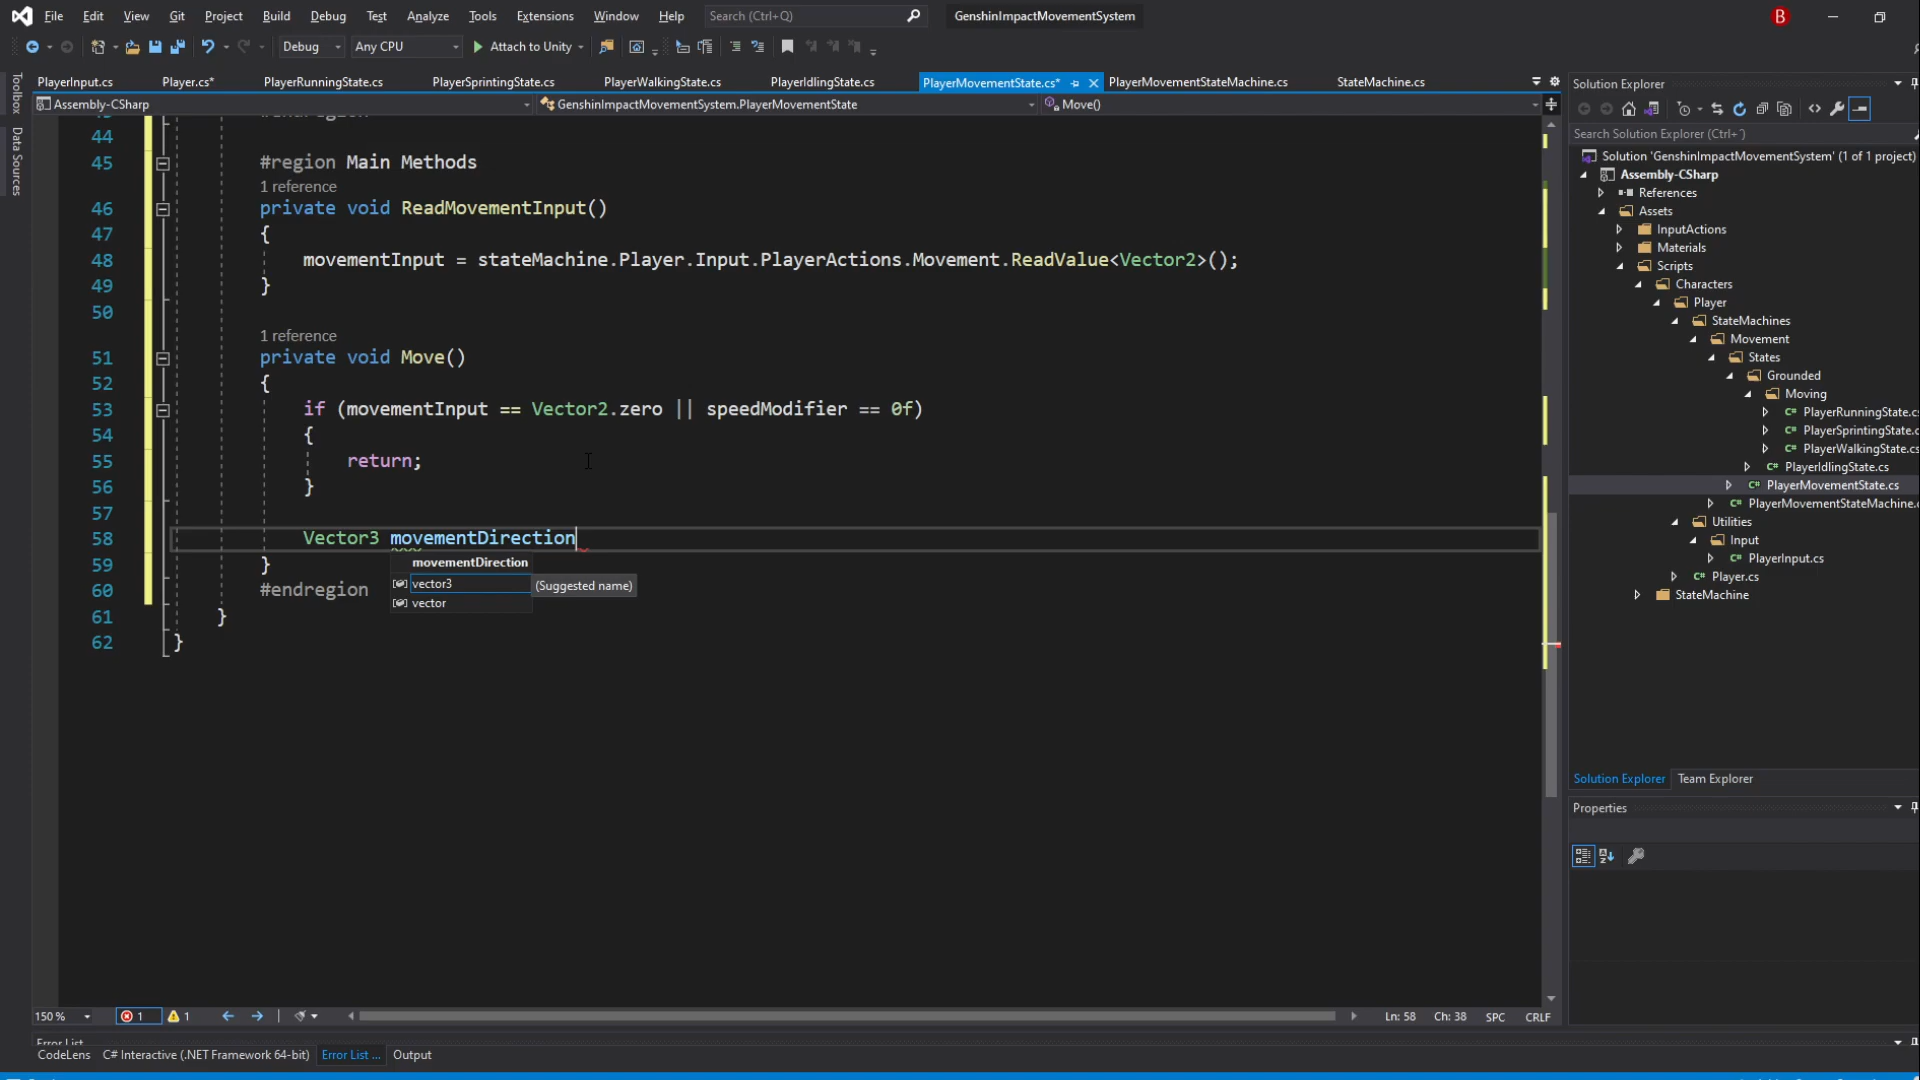 File Edit View Git Project Build Debug Test Analyze Tools Extensions Window Help Search (Ctrl+Q) GenshinImpactMovementSystem B
Debug Any CPU Attach to Unity
PlayerInput.cs Player.cs* PlayerRunningState.cs PlayerSprintingState.cs PlayerWalkingState.cs PlayerIdlingState.cs PlayerMovementState.cs* PlayerMovementStateMachine.cs StateMachine.cs
Assembly-CSharp GenshinImpactMovementSystem.PlayerMovementState Move()
Toolbox
Data Sources
44
45 #region Main Methods
1 reference
46 private void ReadMovementInput()
47 {
48 movementInput = stateMachine.Player.Input.PlayerActions.Movement.ReadValue<Vector2>();
49 }
50
1 reference
51 private void Move()
52 {
53 if (movementInput == Vector2.zero || speedModifier == 0f)
54 {
55 return;
56 }
57
58 Vector3 movementDirection
59 }
60 #endregion
61 }
62 }
movementDirection
vector3 (Suggested name)
vector
Solution Explorer
Search Solution Explorer (Ctrl+')
Solution 'GenshinImpactMovementSystem' (1 of 1 project)
Assembly-CSharp
References
Assets
InputActions
Materials
Scripts
Characters
Player
StateMachines
Movement
States
Grounded
Moving
PlayerRunningState.cs
PlayerSprintingState.c
PlayerWalkingState.cs
PlayerIdlingState.cs
PlayerMovementState.cs
PlayerMovementStateMachine.
Utilities
Input
PlayerInput.cs
Player.cs
StateMachine
Solution Explorer Team Explorer
Properties
150 % 1 1 Ln: 58 Ch: 38 SPC CRLF
Error List
CodeLens C# Interactive (.NET Framework 64-bit) Error List ... Output